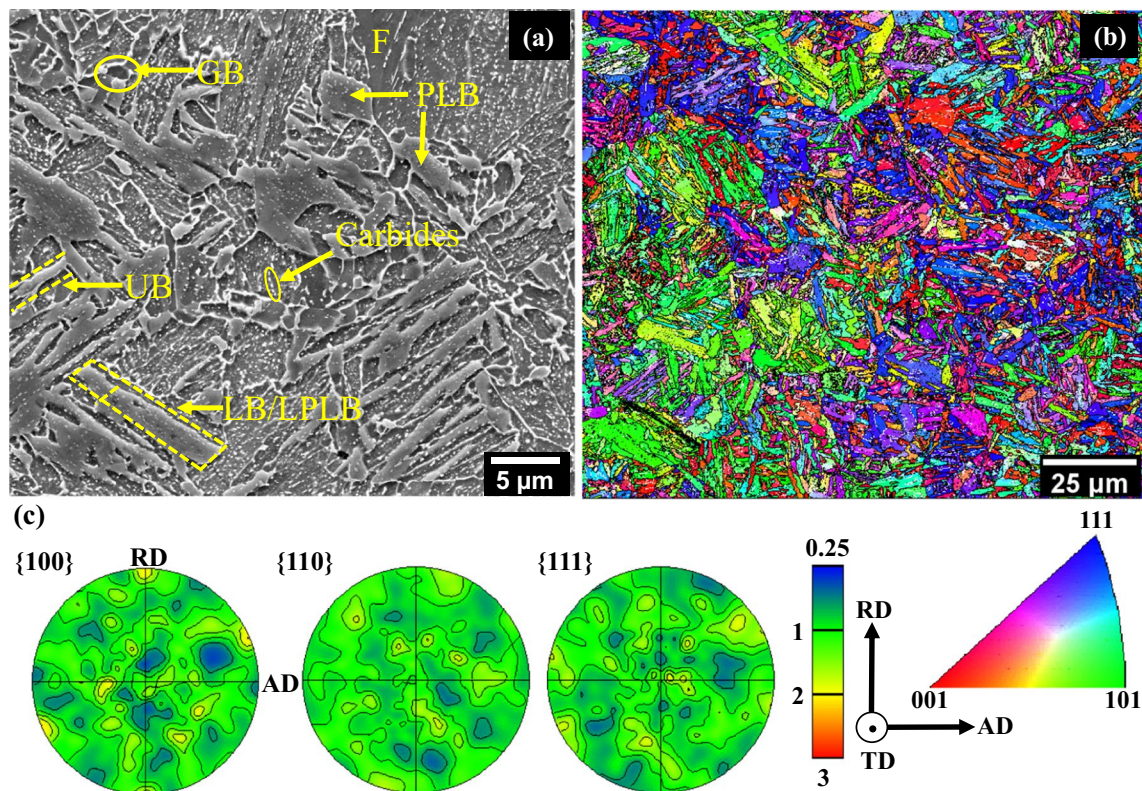 (a)
F
GB
PLB
Carbides
UB
LB/LPLB
5 µm
(b)
25 µm
(c)
{100}
RD
{110}
{111}
AD
0.25
1
2
3
RD
AD
TD
111
001
101